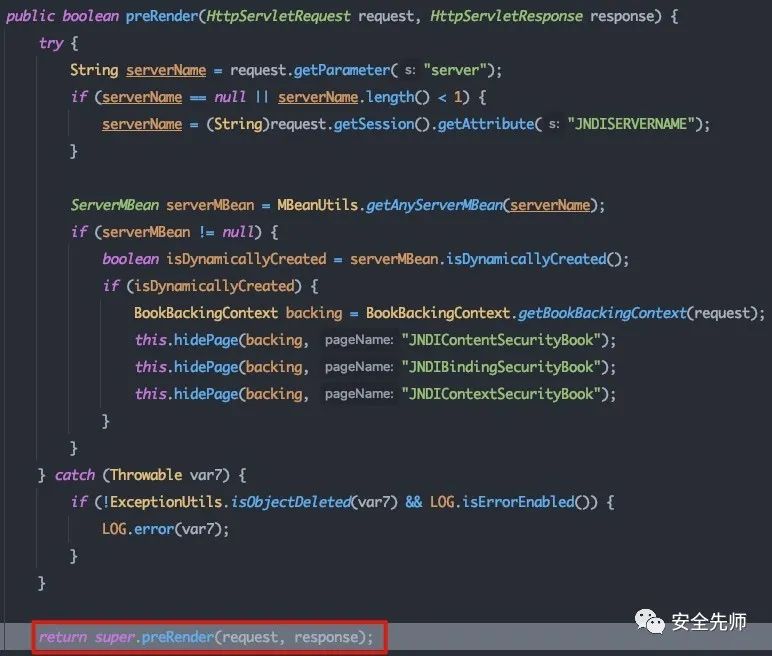 public boolean preRender(HttpServletRequest request, HttpServletResponse response) {
try {
String serverName = request.getParameter( s: "server");
if (serverName == null || serverName.length() < 1) {
serverName = (String)request.getSession().getAttribute( s: "JNDISERVERNAME");
}
ServerMBean serverMBean = MBeanUtils.getAnyServerMBean(serverName);
if (serverMBean != null) {
boolean isDynamicallyCreated = serverMBean.isDynamicallyCreated();
if (isDynamicallyCreated) {
BookBackingContext backing = BookBackingContext.getBookBackingContext(request);
this.hidePage(backing, pageName: "JNDIContentSecurityBook");
this.hidePage(backing, pageName: "JNDIBindingSecurityBook");
this.hidePage(backing, pageName: "JNDIContextSecurityBook");
}
}
} catch (Throwable var7) {
if (!ExceptionUtils.isObjectDeleted(var7) && LOG.isErrorEnabled()) {
LOG.error(var7);
}
}
return super.preRender(request, response);
安全先师